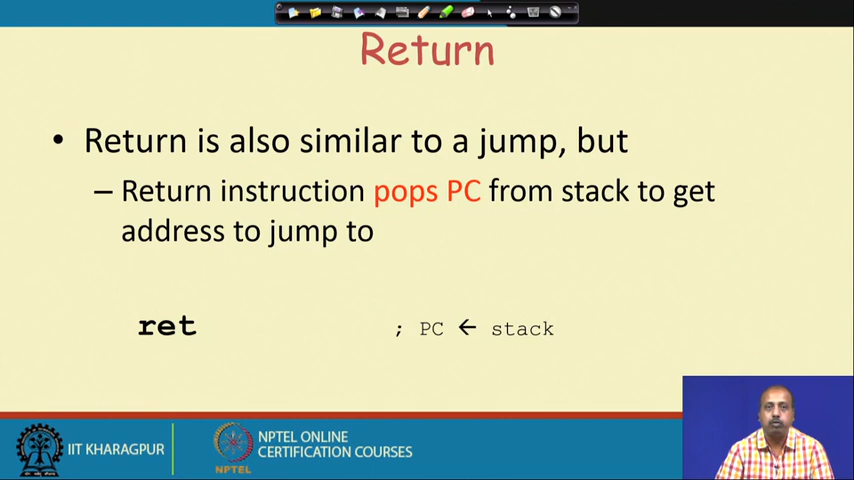 Return
• Return is also similar to a jump, but
– Return instruction pops PC from stack to get
address to jump to
ret ; PC ← stack
IIT KHARAGPUR
NPTEL
NPTEL ONLINE
CERTIFICATION COURSES